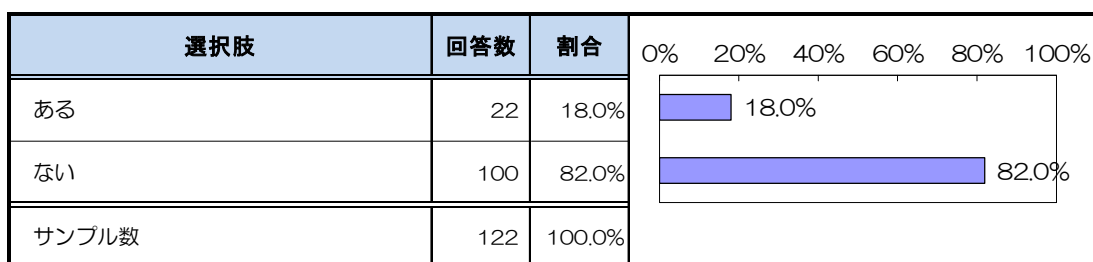 選択肢 回答数 割合
0% 20% 40% 60% 80% 100%
ある 22 18.0%
18.0%
ない 100 82.0%
82.0%
サンプル数 122 100.0%